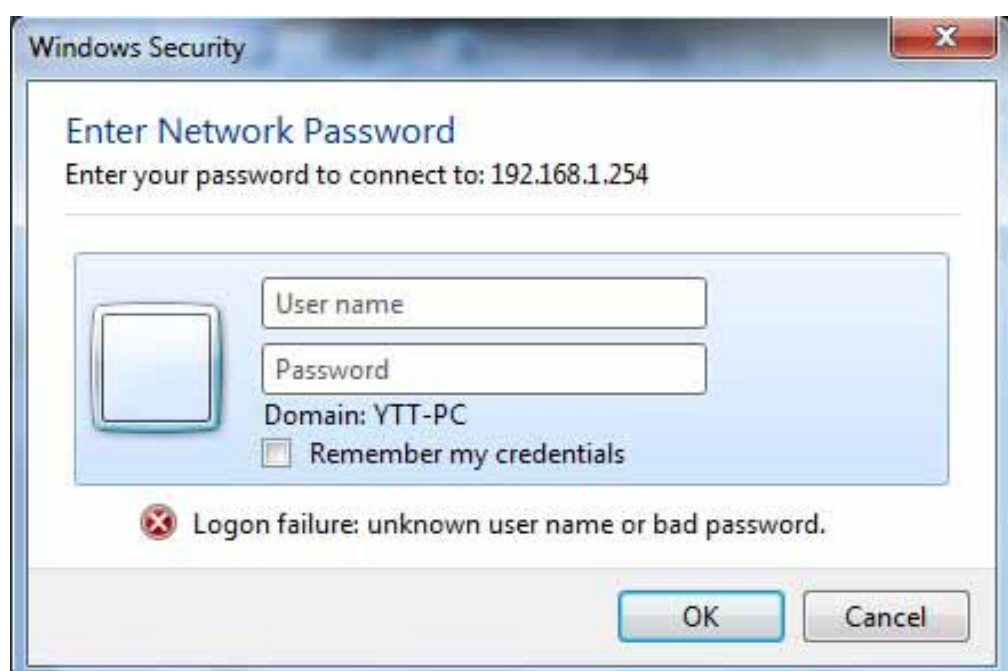 Windows Security
Enter Network Password
Enter your password to connect to: 192.168.1.254
User name
Password
Domain: YTT-PC
Remember my credentials
Logon failure: unknown user name or bad password.
OK
Cancel